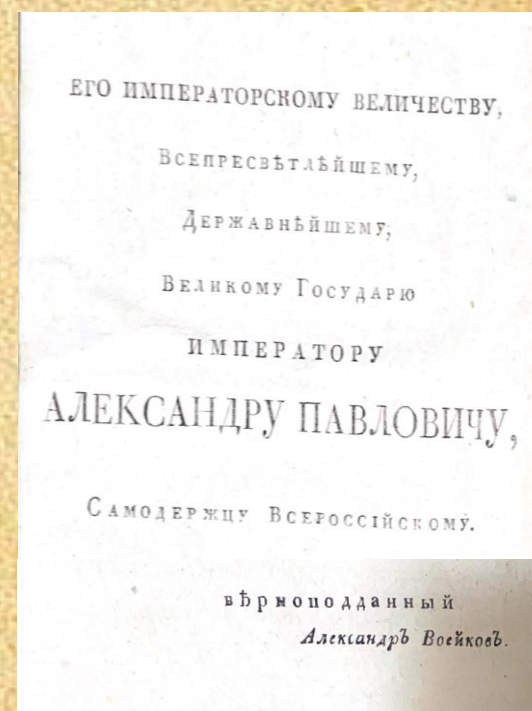 ЕГО ИМПЕРАТОРСКОМУ ВЕЛИЧЕСТВУ,
ВСЕПРЕСВѢТЛѢЙШЕМУ,
ДЕРЖАВНѢЙШЕМУ,
ВЕЛИКОМУ ГОСУДАРЮ
ИМПЕРАТОРУ
АЛЕКСАНДРУ ПАВЛОВИЧУ,
САМОДЕРЖЦУ ВСЕРОССІЙСКОМУ.
вѣрноподданный
Александръ Воейковъ.